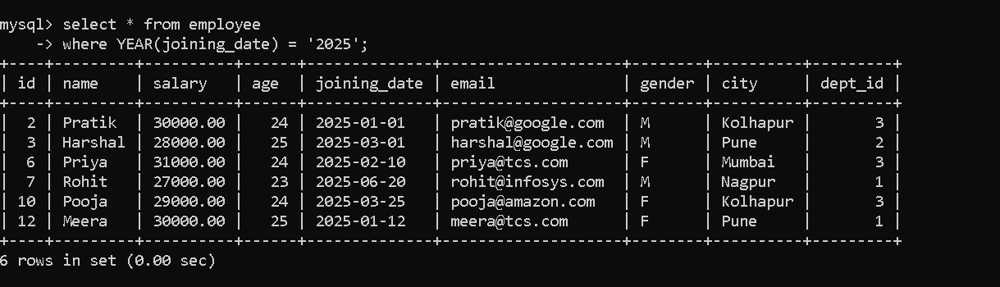 mysql> select * from employee
    -> where YEAR(joining_date) = '2025';
+----+---------+----------+------+--------------+--------------------+--------+----------+---------+
| id | name    | salary   | age  | joining_date | email              | gender | city     | dept_id |
+----+---------+----------+------+--------------+--------------------+--------+----------+---------+
|  2 | Pratik  | 30000.00 |   24 | 2025-01-01   | pratik@google.com  | M      | Kolhapur |       3 |
|  3 | Harshal | 28000.00 |   25 | 2025-03-01   | harshal@google.com | M      | Pune     |       2 |
|  6 | Priya   | 31000.00 |   24 | 2025-02-10   | priya@tcs.com      | F      | Mumbai   |       3 |
|  7 | Rohit   | 27000.00 |   23 | 2025-06-20   | rohit@infosys.com  | M      | Nagpur   |       1 |
| 10 | Pooja   | 29000.00 |   24 | 2025-03-25   | pooja@amazon.com   | F      | Kolhapur |       3 |
| 12 | Meera   | 30000.00 |   25 | 2025-01-12   | meera@tcs.com      | F      | Pune     |       1 |
+----+---------+----------+------+--------------+--------------------+--------+----------+---------+
6 rows in set (0.00 sec)